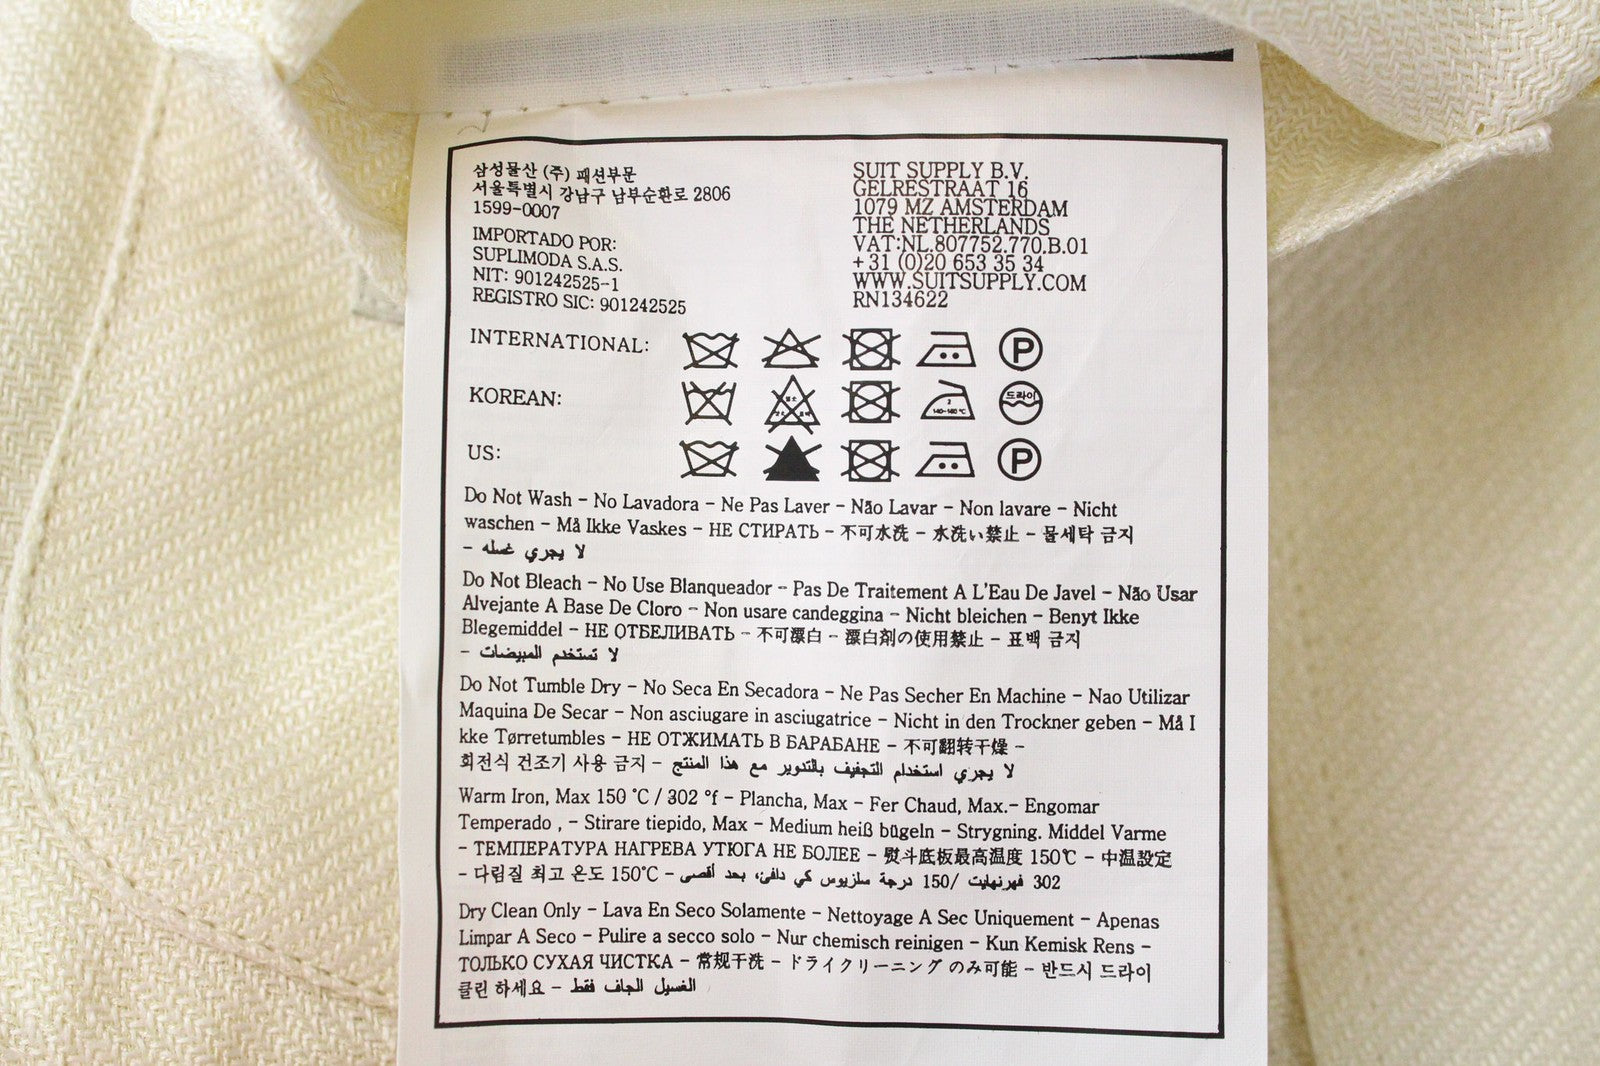 삼성물산 (주) 패션부문
서울특별시 강남구 남부순환로 2806
1599-0007
IMPORTADO POR:
SUPLIMODA S.A.S.
NIT: 901242525-1
REGISTRO SIC: 901242525
SUIT SUPPLY B.V.
GELRESTRAAT 16
1079 MZ AMSTERDAM
THE NETHERLANDS
VAT:NL.807752.770.B.01
+31 (0)20 653 35 34
WWW.SUITSUPPLY.COM
RN134622
INTERNATIONAL:
P
KOREAN:
드라이
US:
P
Do Not Wash - No Lavadora - Ne Pas Laver - Não Lavar - Non lavare - Nicht
waschen - Må Ikke Vaskes - НЕ СТИРАТЬ - 不可水洗 - 水洗い禁止 - 물세탁 금지
- لا يجري غسله
Do Not Bleach - No Use Blanqueador - Pas De Traitement A L'Eau De Javel - Não Usar
Alvejante A Base De Cloro - Non usare candeggina - Nicht bleichen - Benyt Ikke
Blegemiddel - НЕ ОТБЕЛИВАТЬ - 不可漂白 - 漂白剤の使用禁止 - 표백 금지
- لا تستخدم المبيضات
Do Not Tumble Dry - No Seca En Secadora - Ne Pas Secher En Machine - Nao Utilizar
Maquina De Secar - Non asciugare in asciugatrice - Nicht in den Trockner geben - Må I
kke Tørretumbles - НЕ ОТЖИМАТЬ В БАРАБАНЕ - 不可翻转干燥 -
회전식 건조기 사용 금지 - لا يجري استخدام التجفيف بالتدوير مع هذا المنتج
Warm Iron, Max 150 °C / 302 °f - Plancha, Max - Fer Chaud, Max.- Engomar
Temperado , - Stirare tiepido, Max - Medium heiß bügeln - Strygning. Middel Varme
- ТЕМПЕРАТУРА НАГРЕВА УТЮГА НЕ БОЛЕЕ - 熨斗底板最高温度 150℃ - 中温設定
- 다림질 최고 온도 150°C - 302 فهرنهايت /150 درجة سلزيوس كي دافئ، بحد أقصى
Dry Clean Only - Lava En Seco Solamente - Nettoyage A Sec Uniquement - Apenas
Limpar A Seco - Pulire a secco solo - Nur chemisch reinigen - Kun Kemisk Rens -
ТОЛЬКО СУХАЯ ЧИСТКА - 常规干洗 - ドライクリーニング のみ可能 - 반드시 드라이
클린 하세요 - الغسيل الجاف فقط